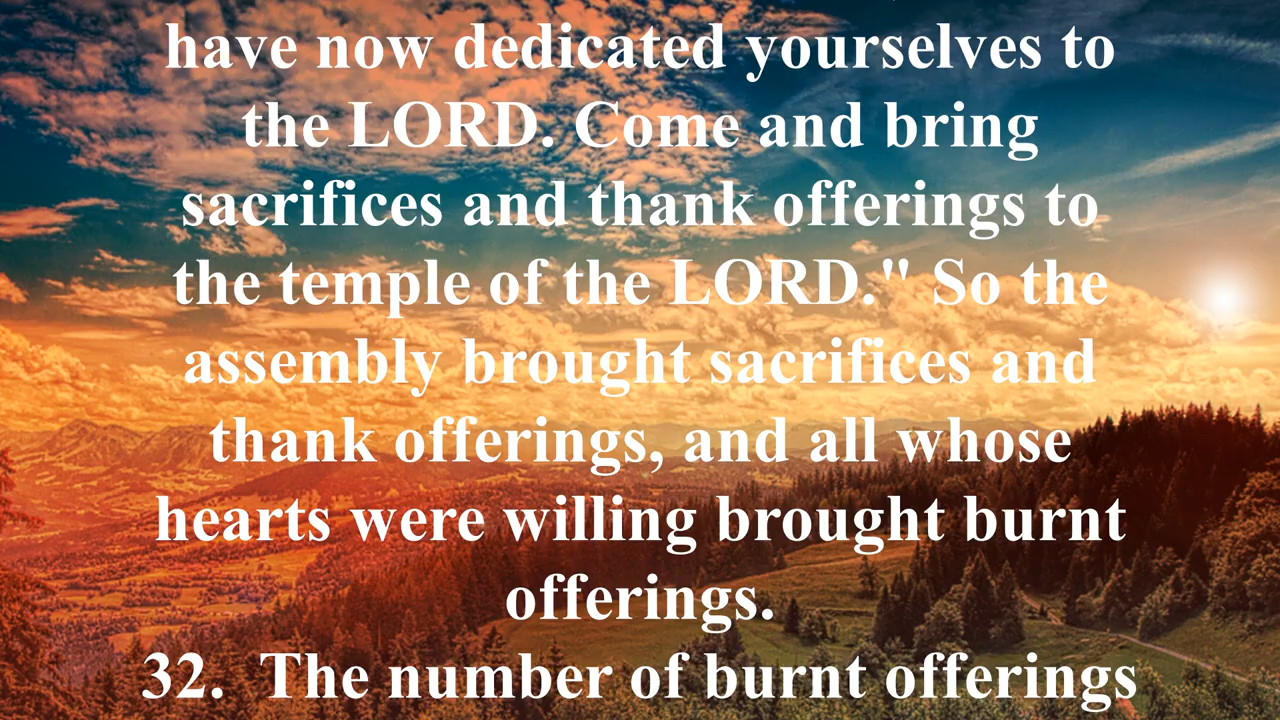 have now dedicated yourselves to
the LORD. Come and bring
sacrifices and thank offerings to
the temple of the LORD." So the
assembly brought sacrifices and
thank offerings, and all whose
hearts were willing brought burnt
offerings.
32.  The number of burnt offerings